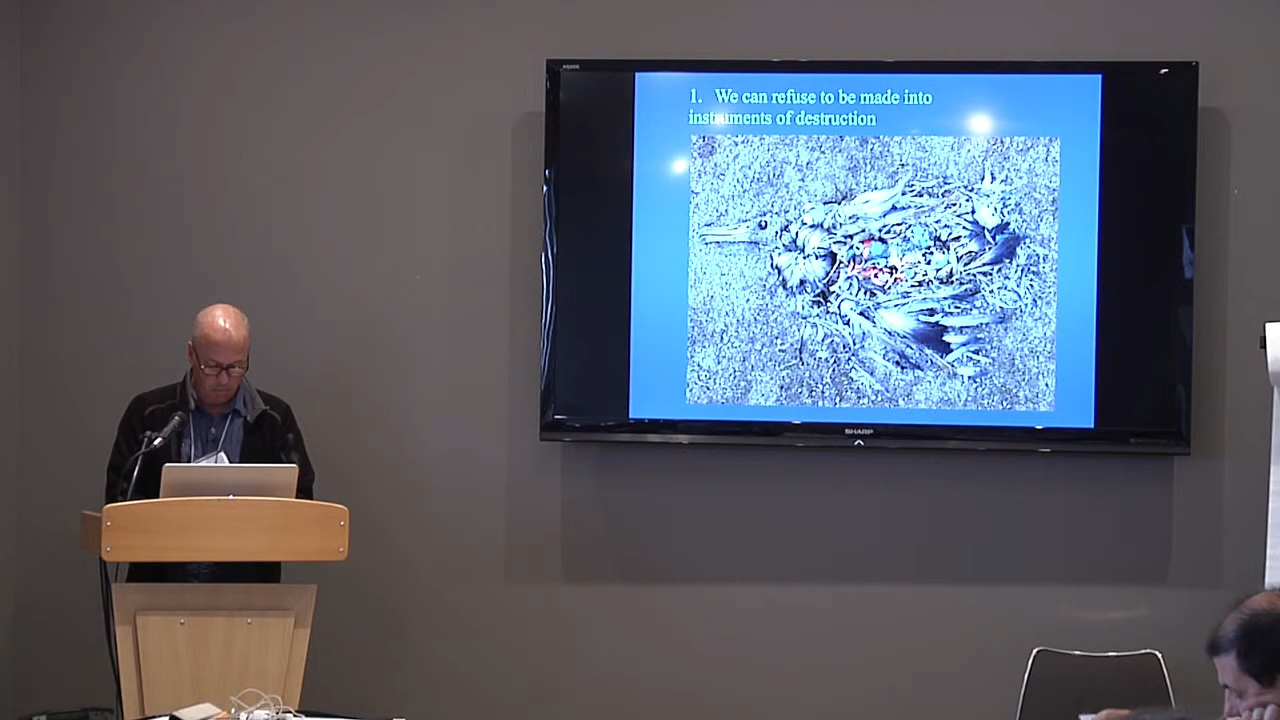 1. We can refuse to be made into
instruments of destruction
SHARP